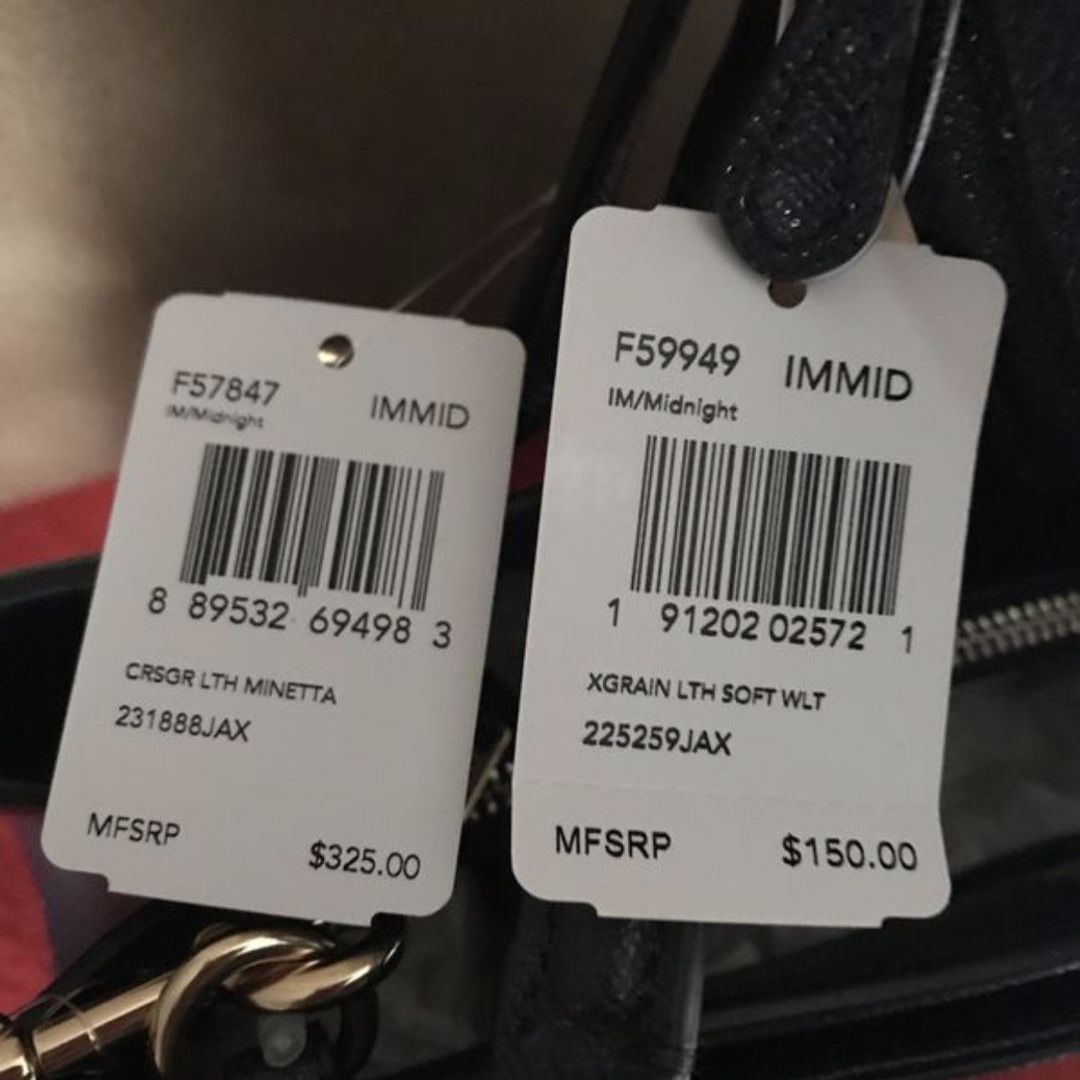 F57847 IMMID
IM/Midnight
8 89532 69498 3
CRSGR LTH MINETTA
231888JAX
MFSRP $325.00
F59949 IMMID
IM/Midnight
1 91202 02572 1
XGRAIN LTH SOFT WLT
225259JAX
MFSRP $150.00